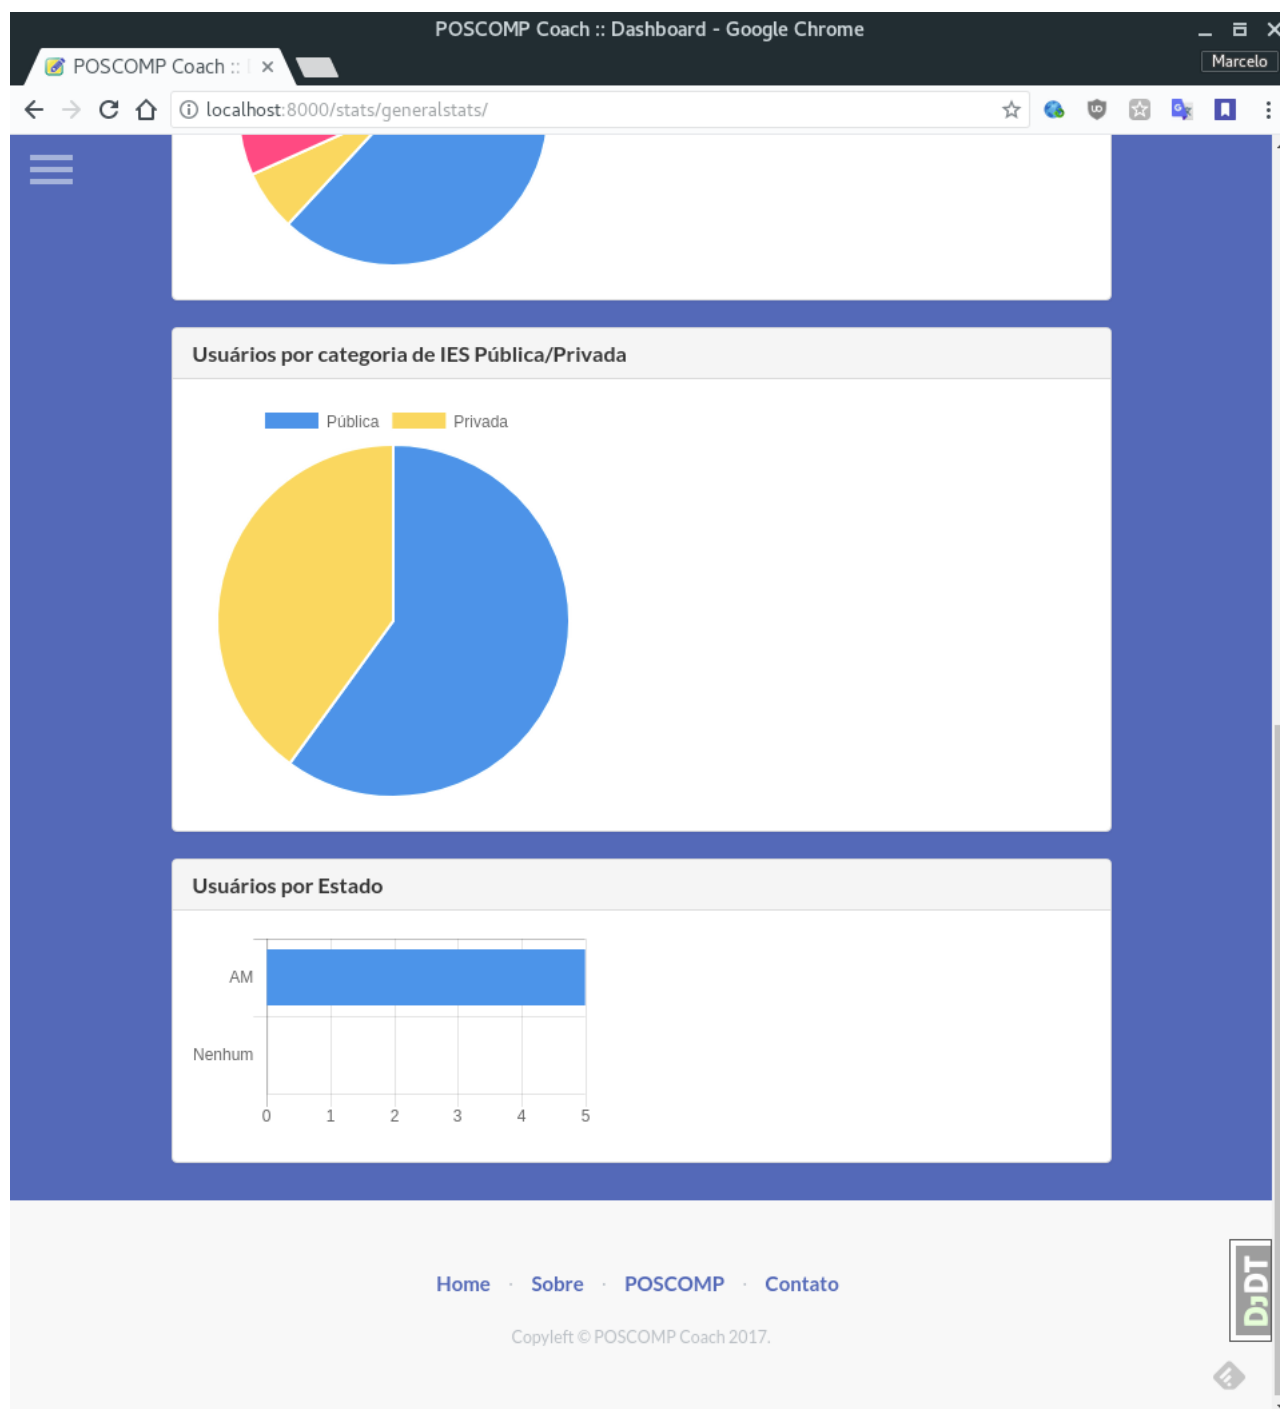 POSCOMP Coach :: Dashboard - Google Chrome
POSCOMP Coach ::
Marcelo
localhost:8000/stats/generalstats/
Usuários por categoria de IES Pública/Privada
Pública Privada
Usuários por Estado
AM
Nenhum
0 1 2 3 4 5
Home · Sobre · POSCOMP · Contato
DJDT
Copyleft © POSCOMP Coach 2017.